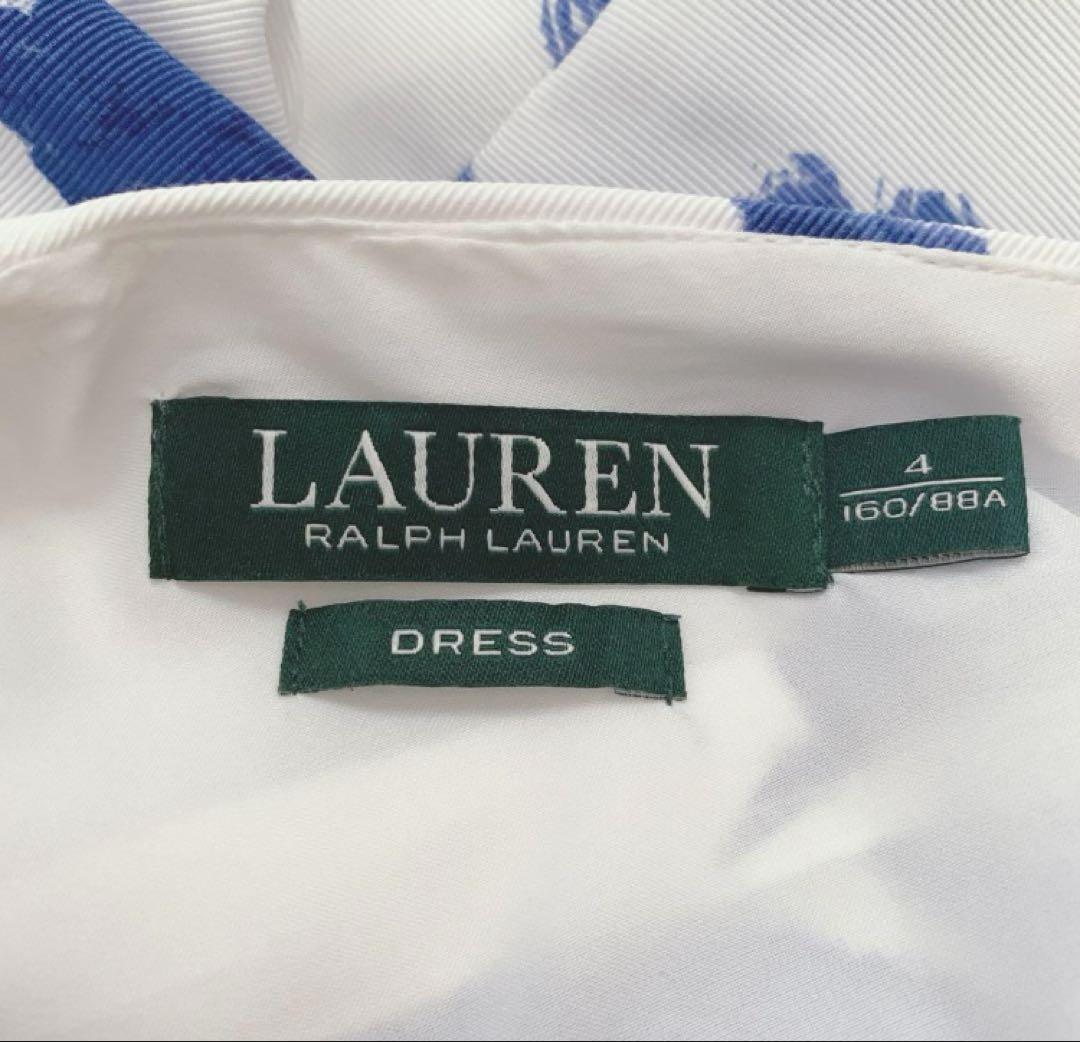 LAUREN
RALPH LAUREN
4
160/88A
DRESS